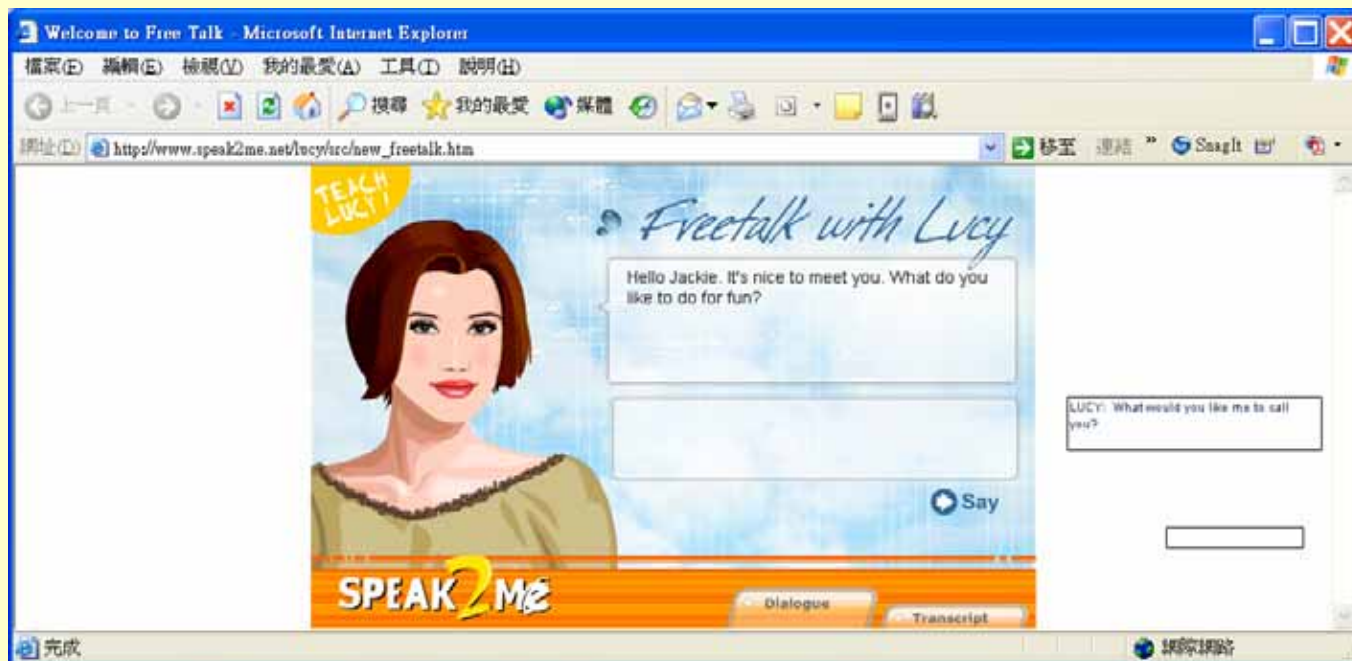 Welcome to Free Talk - Microsoft Internet Explorer
檔案(F) 編輯(E) 檢視(V) 我的最愛(A) 工具(T) 說明(H)
上一頁 搜尋 我的最愛 媒體
網址(D) http://www.speak2me.net/lucy/src/new_freetalk.htm 移至 連結 » SnagIt
TEACH
LUCY!
Freetalk with Lucy
Hello Jackie. It's nice to meet you. What do you
like to do for fun?
LUCY: What would you like me to call
you?
Say
SPEAK2Me
Dialogue
Transcript
完成 網際網路